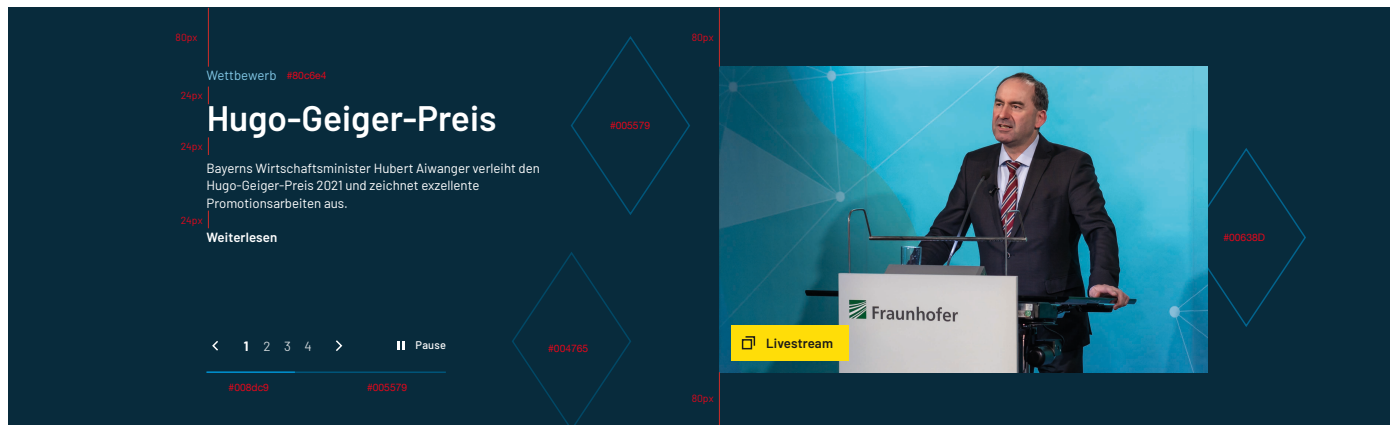 80px
Wettbewerb #80c6e4
24px
Hugo-Geiger-Preis
24px
Bayerns Wirtschaftsminister Hubert Aiwanger verleiht den
Hugo-Geiger-Preis 2021 und zeichnet exzellente
Promotionsarbeiten aus.
24px
Weiterlesen
1 2 3 4
Pause
#008dc9
#005579
#005579
#004765
80px
Fraunhofer
Livestream
80px
#00638D